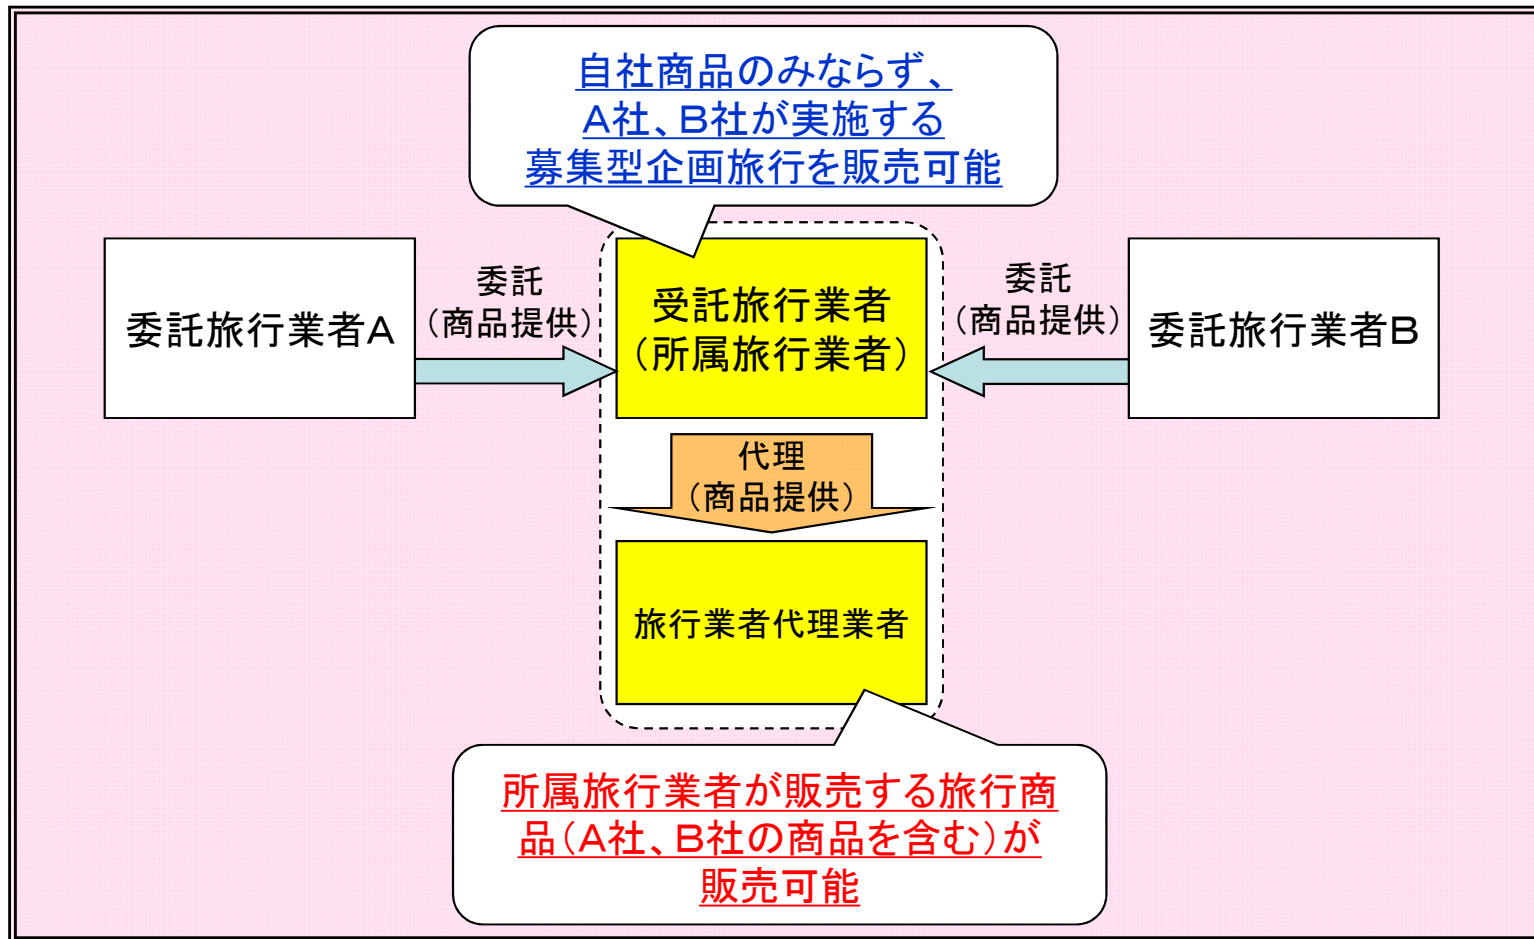 自社商品のみならず、
A社、B社が実施する
募集型企画旅行を販売可能
委託旅行業者A
委託
（商品提供）
受託旅行業者
（所属旅行業者）
委託
（商品提供）
委託旅行業者B
代理
（商品提供）
旅行業者代理業者
所属旅行業者が販売する旅行商
品（A社、B社の商品を含む）が
販売可能